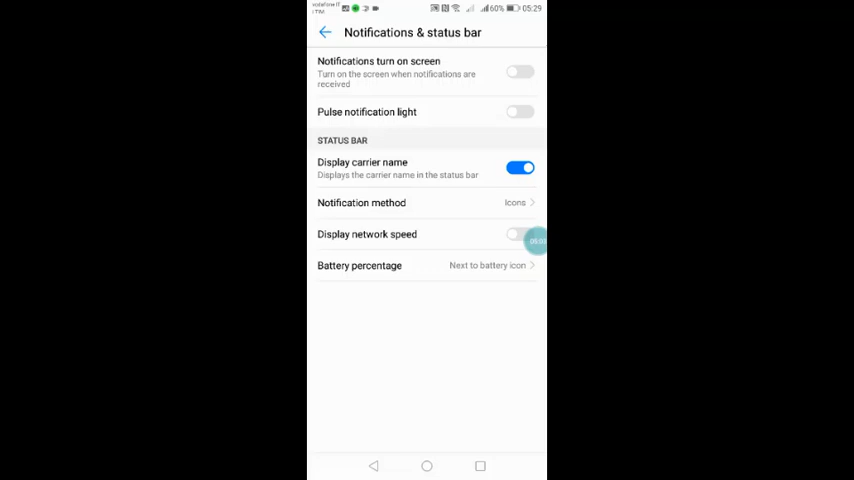 vodafone IT
60% 05:29
Notifications & status bar
Notifications turn on screen
Turn on the screen when notifications are
received
Pulse notification light
STATUS BAR
Display carrier name
Displays the carrier name in the status bar
Notification method Icons
Display network speed
Battery percentage Next to battery icon